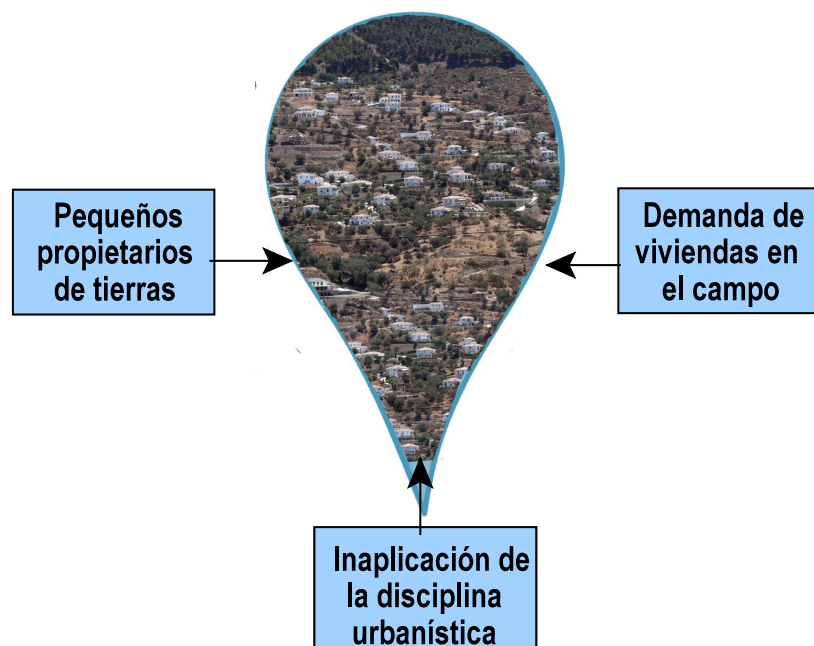 Pequeños
propietarios
de tierras
Demanda de
viviendas en
el campo
Inaplicación de
la disciplina
urbanística